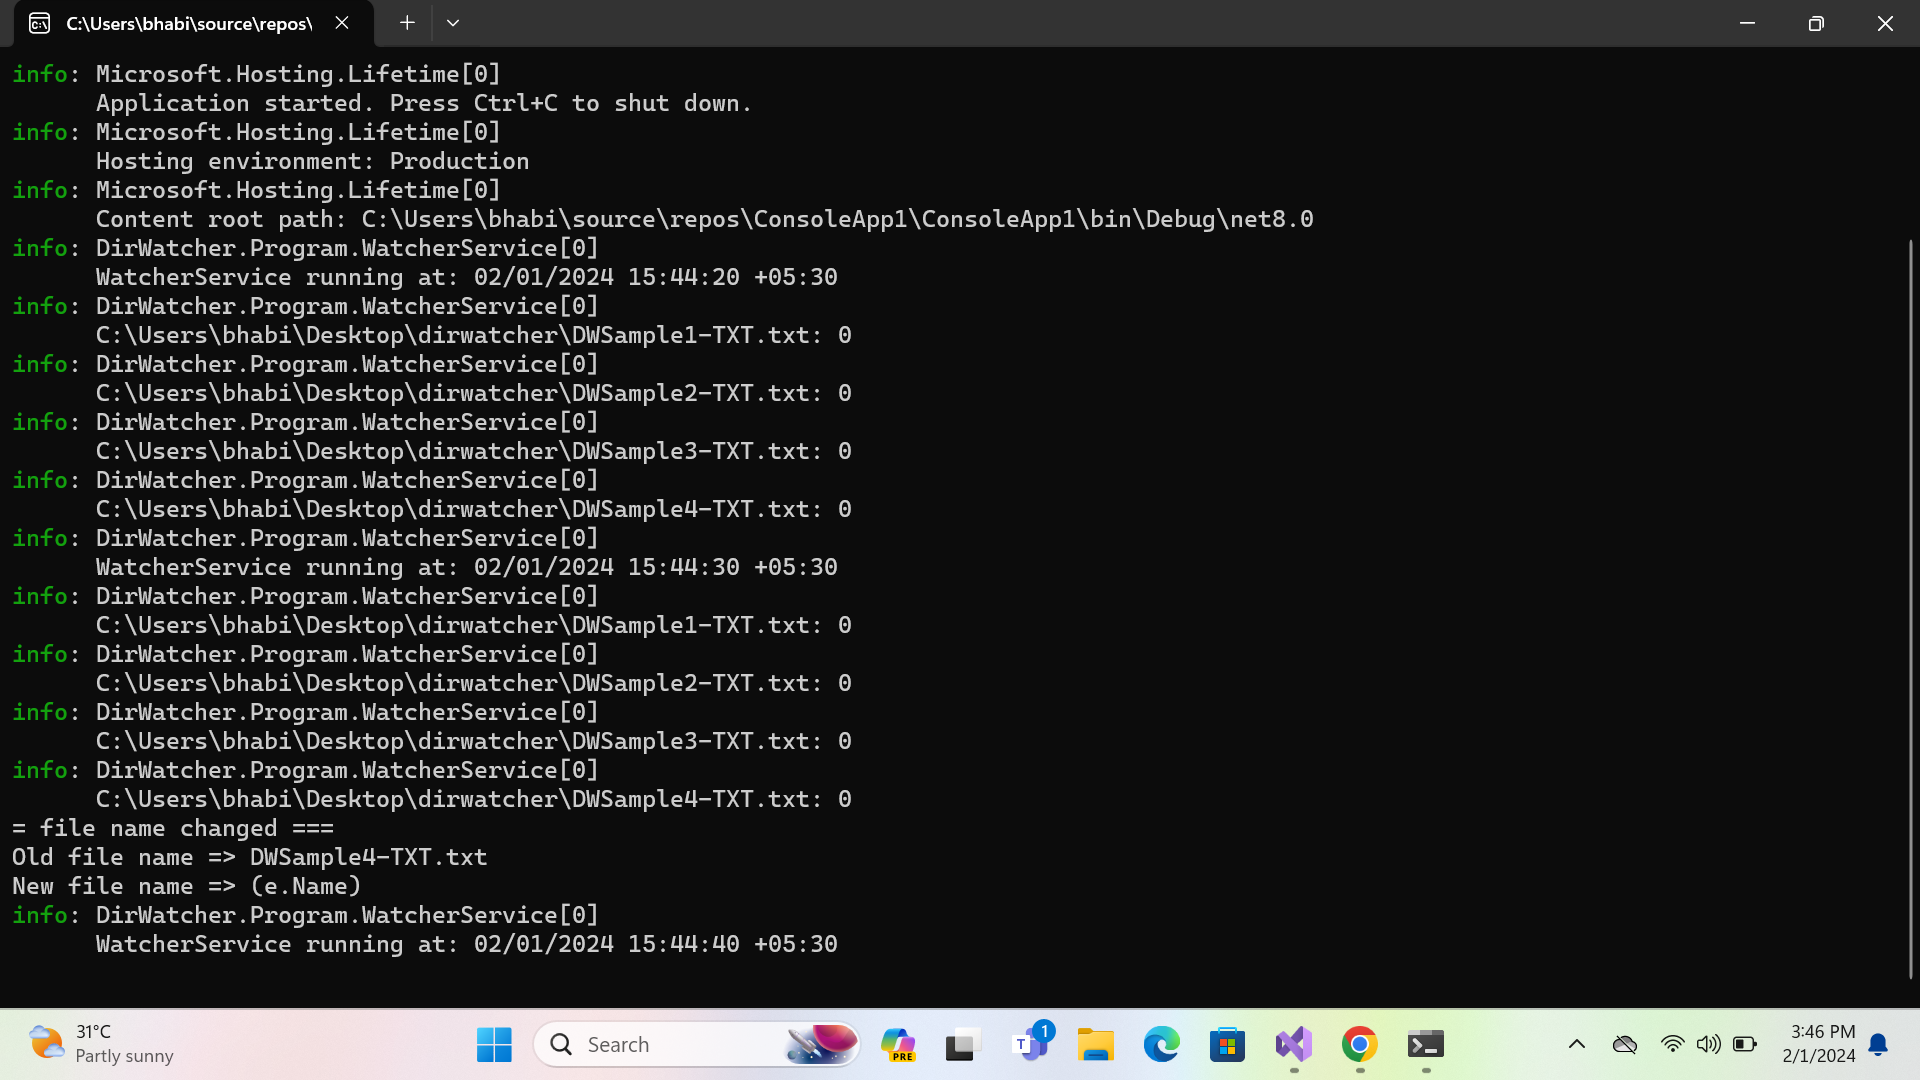 C:\Users\bhabi\source\repos\
info: Microsoft.Hosting.Lifetime[0]
Application started. Press Ctrl+C to shut down.
info: Microsoft.Hosting.Lifetime[0]
Hosting environment: Production
info: Microsoft.Hosting.Lifetime[0]
Content root path: C:\Users\bhabi\source\repos\ConsoleApp1\ConsoleApp1\bin\Debug\net8.0
info: DirWatcher.Program.WatcherService[0]
WatcherService running at: 02/01/2024 15:44:20 +05:30
info: DirWatcher.Program.WatcherService[0]
C:\Users\bhabi\Desktop\dirwatcher\DWSample1-TXT.txt: 0
info: DirWatcher.Program.WatcherService[0]
C:\Users\bhabi\Desktop\dirwatcher\DWSample2-TXT.txt: 0
info: DirWatcher.Program.WatcherService[0]
C:\Users\bhabi\Desktop\dirwatcher\DWSample3-TXT.txt: 0
info: DirWatcher.Program.WatcherService[0]
C:\Users\bhabi\Desktop\dirwatcher\DWSample4-TXT.txt: 0
info: DirWatcher.Program.WatcherService[0]
WatcherService running at: 02/01/2024 15:44:30 +05:30
info: DirWatcher.Program.WatcherService[0]
C:\Users\bhabi\Desktop\dirwatcher\DWSample1-TXT.txt: 0
info: DirWatcher.Program.WatcherService[0]
C:\Users\bhabi\Desktop\dirwatcher\DWSample2-TXT.txt: 0
info: DirWatcher.Program.WatcherService[0]
C:\Users\bhabi\Desktop\dirwatcher\DWSample3-TXT.txt: 0
info: DirWatcher.Program.WatcherService[0]
C:\Users\bhabi\Desktop\dirwatcher\DWSample4-TXT.txt: 0
= file name changed ===
Old file name => DWSample4-TXT.txt
New file name => (e.Name)
info: DirWatcher.Program.WatcherService[0]
WatcherService running at: 02/01/2024 15:44:40 +05:30
31°C
Partly sunny
Search
PRE
T
1
3:46 PM
2/1/2024